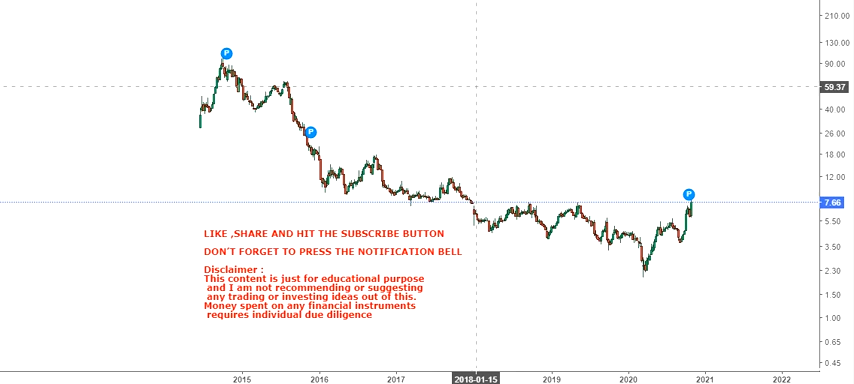 P
210.00
130.00
90.00
59.37
40.00
P
26.00
18.00
12.00
P
7.66
5.50
LIKE ,SHARE AND HIT THE SUBSCRIBE BUTTON
3.50
DON'T FORGET TO PRESS THE NOTIFICATION BELL
Disclaimer :
This content is just for educational purpose
and I am not recommending or suggesting
any trading or investing ideas out of this.
Money spent on any financial instruments
requires individual due diligence
2.30
1.50
1.00
0.65
0.45
2015 2016 2017 2018-01-15 2019 2020 2021 2022